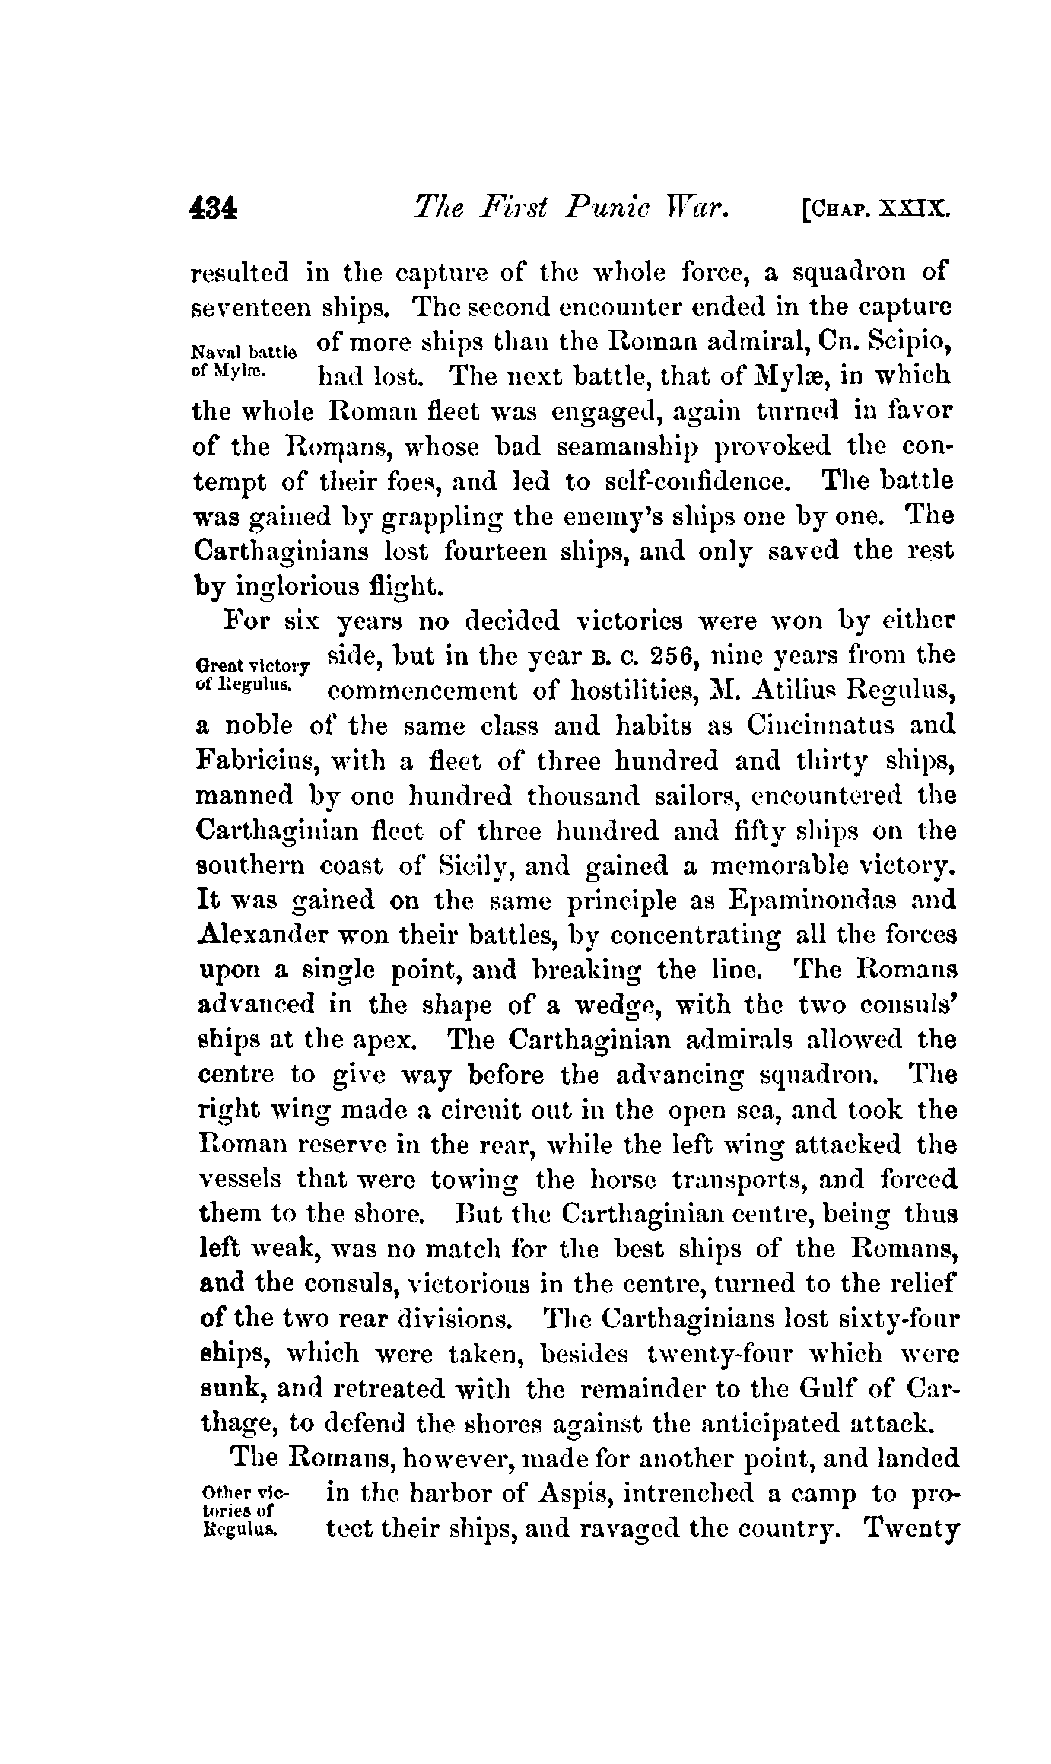 434 The First Punic War. [CHAP. XXIX.
resulted in the capture of the whole force, a squadron of
seventeen ships. The second encounter ended in the capture
Naval battle of more ships than the Roman admiral, Cn. Scipio,
of Mylæ. had lost. The next battle, that of Mylæ, in which
the whole Roman fleet was engaged, again turned in favor
of the Romans, whose bad seamanship provoked the con-
tempt of their foes, and led to self-confidence. The battle
was gained by grappling the enemy's ships one by one. The
Carthaginians lost fourteen ships, and only saved the rest
by inglorious flight.
For six years no decided victories were won by either
Great victory side, but in the year B. C. 256, nine years from the
of Regulus. commencement of hostilities, M. Atilius Regulus,
a noble of the same class and habits as Cincinnatus and
Fabricius, with a fleet of three hundred and thirty ships,
manned by one hundred thousand sailors, encountered the
Carthaginian fleet of three hundred and fifty ships on the
southern coast of Sicily, and gained a memorable victory.
It was gained on the same principle as Epaminondas and
Alexander won their battles, by concentrating all the forces
upon a single point, and breaking the line. The Romans
advanced in the shape of a wedge, with the two consuls'
ships at the apex. The Carthaginian admirals allowed the
centre to give way before the advancing squadron. The
right wing made a circuit out in the open sea, and took the
Roman reserve in the rear, while the left wing attacked the
vessels that were towing the horse transports, and forced
them to the shore. But the Carthaginian centre, being thus
left weak, was no match for the best ships of the Romans,
and the consuls, victorious in the centre, turned to the relief
of the two rear divisions. The Carthaginians lost sixty-four
ships, which were taken, besides twenty-four which were
sunk, and retreated with the remainder to the Gulf of Car-
thage, to defend the shores against the anticipated attack.
The Romans, however, made for another point, and landed
Other vic- in the harbor of Aspis, intrenched a camp to pro-
tories of
Regulus. tect their ships, and ravaged the country. Twenty